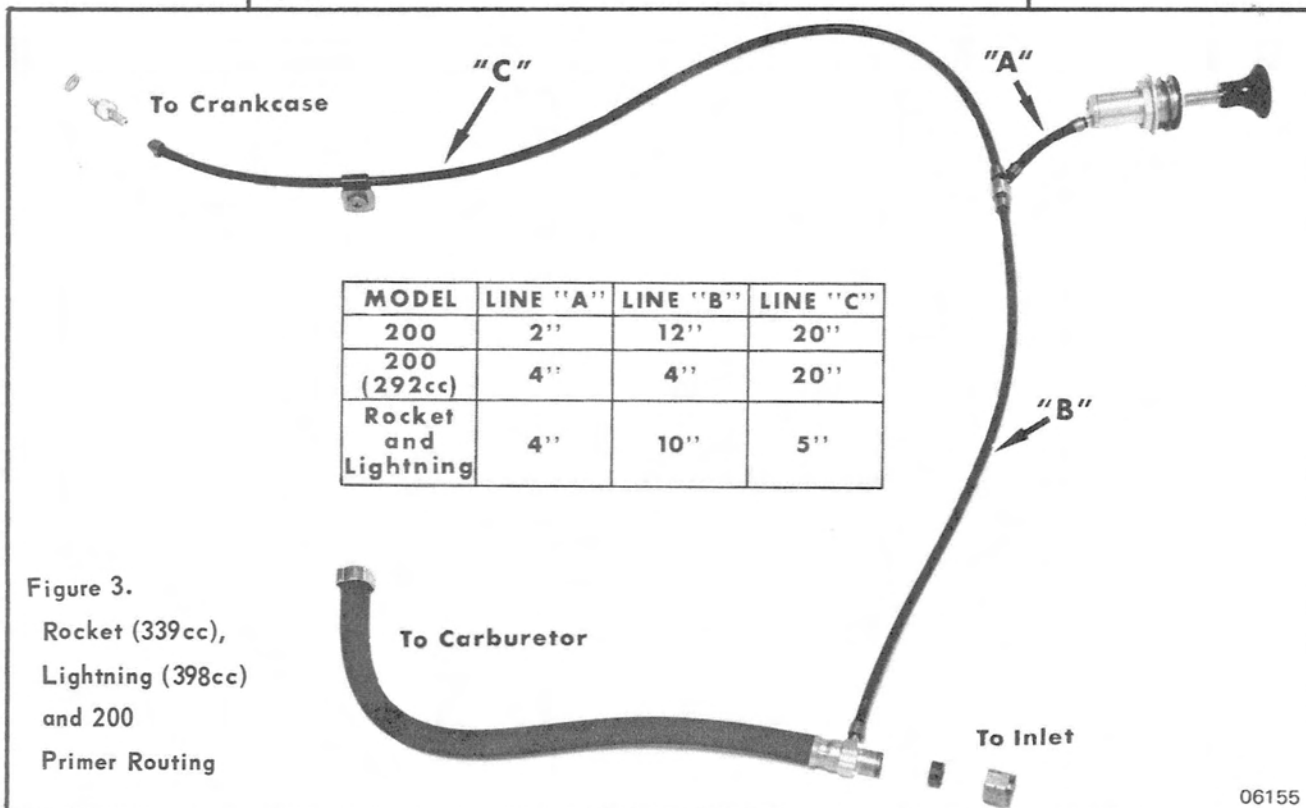 "C"
"A"
To Crankcase
MODEL LINE "A" LINE "B" LINE "C"
200 2'' 12'' 20''
200
(292cc) 4'' 4'' 20''
Rocket
and
Lightning 4'' 10'' 5''
"B"
Figure 3.
Rocket (339cc),
Lightning (398cc)
and 200
Primer Routing
To Carburetor
To Inlet
06155